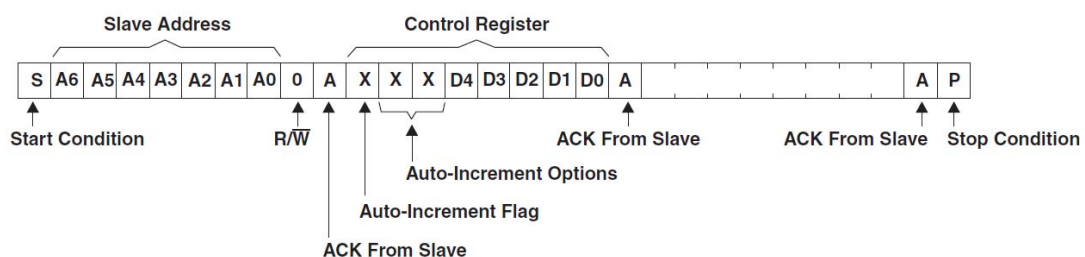 Slave Address Control Register
S A6 A5 A4 A3 A2 A1 A0 0 A X X X D4 D3 D2 D1 D0 A A P
Start Condition R/W̅ ACK From Slave ACK From Slave Stop Condition
Auto-Increment Options
Auto-Increment Flag
ACK From Slave